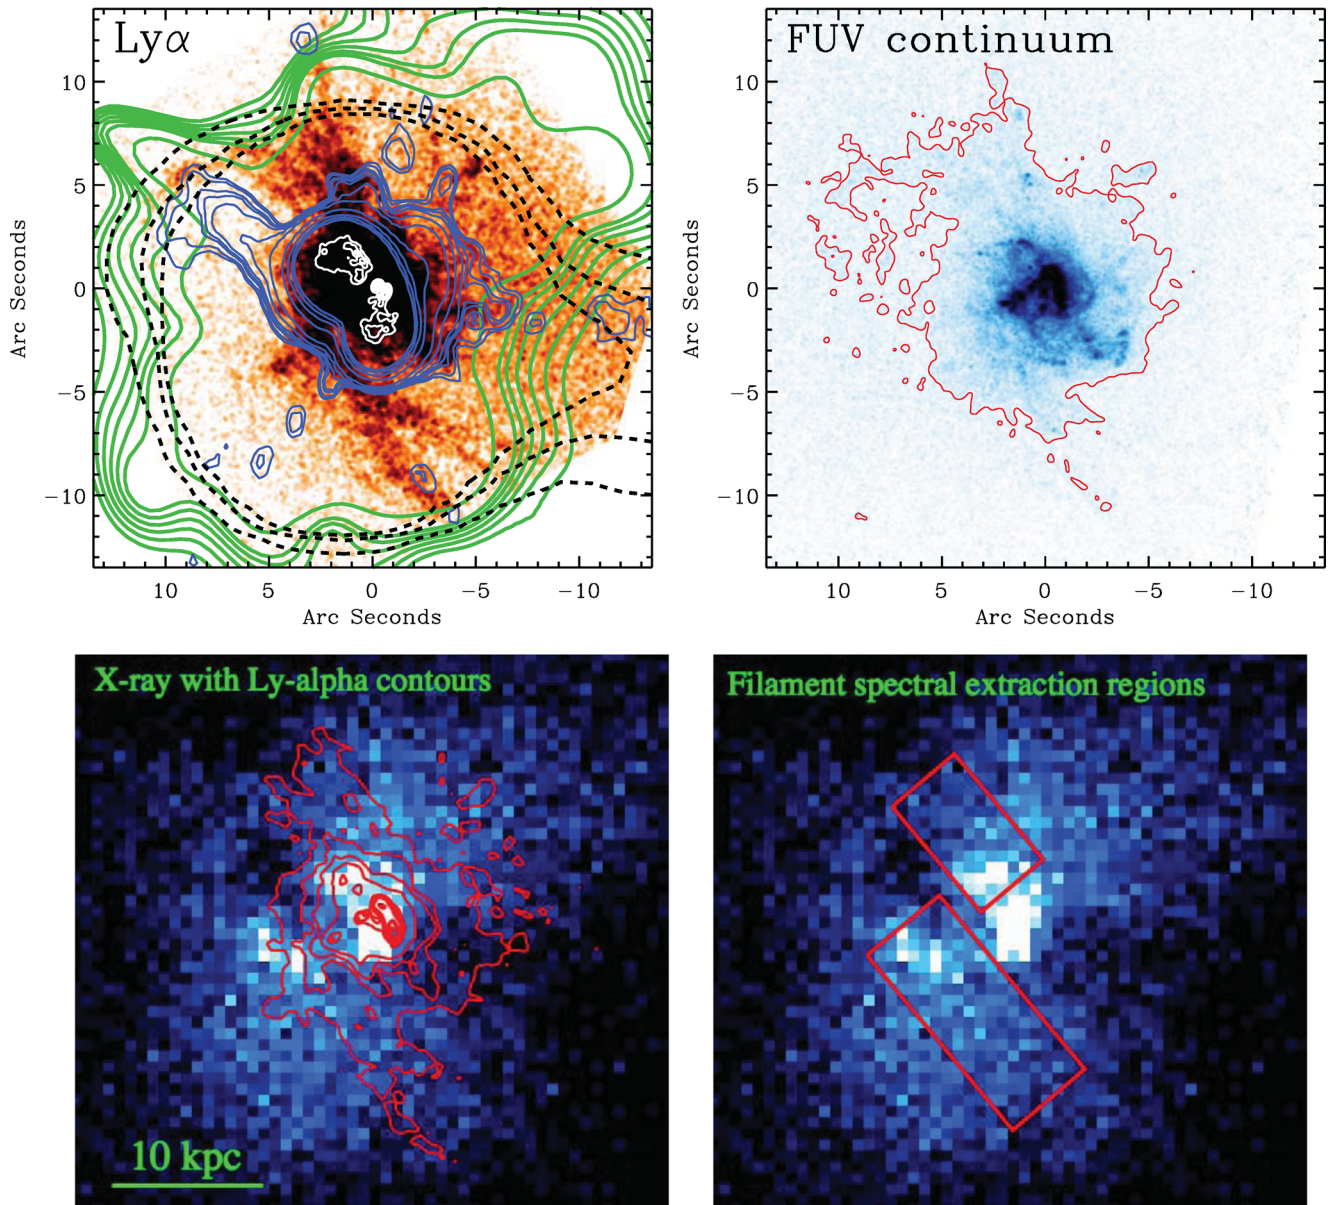 Lyα
FUV continuum
10
5
0
−5
−10
Arc Seconds
10
5
0
−5
−10
Arc Seconds
10
5
0
−5
−10
Arc Seconds
10
5
0
−5
−10
Arc Seconds
X-ray with Ly-alpha contours
10 kpc
Filament spectral extraction regions